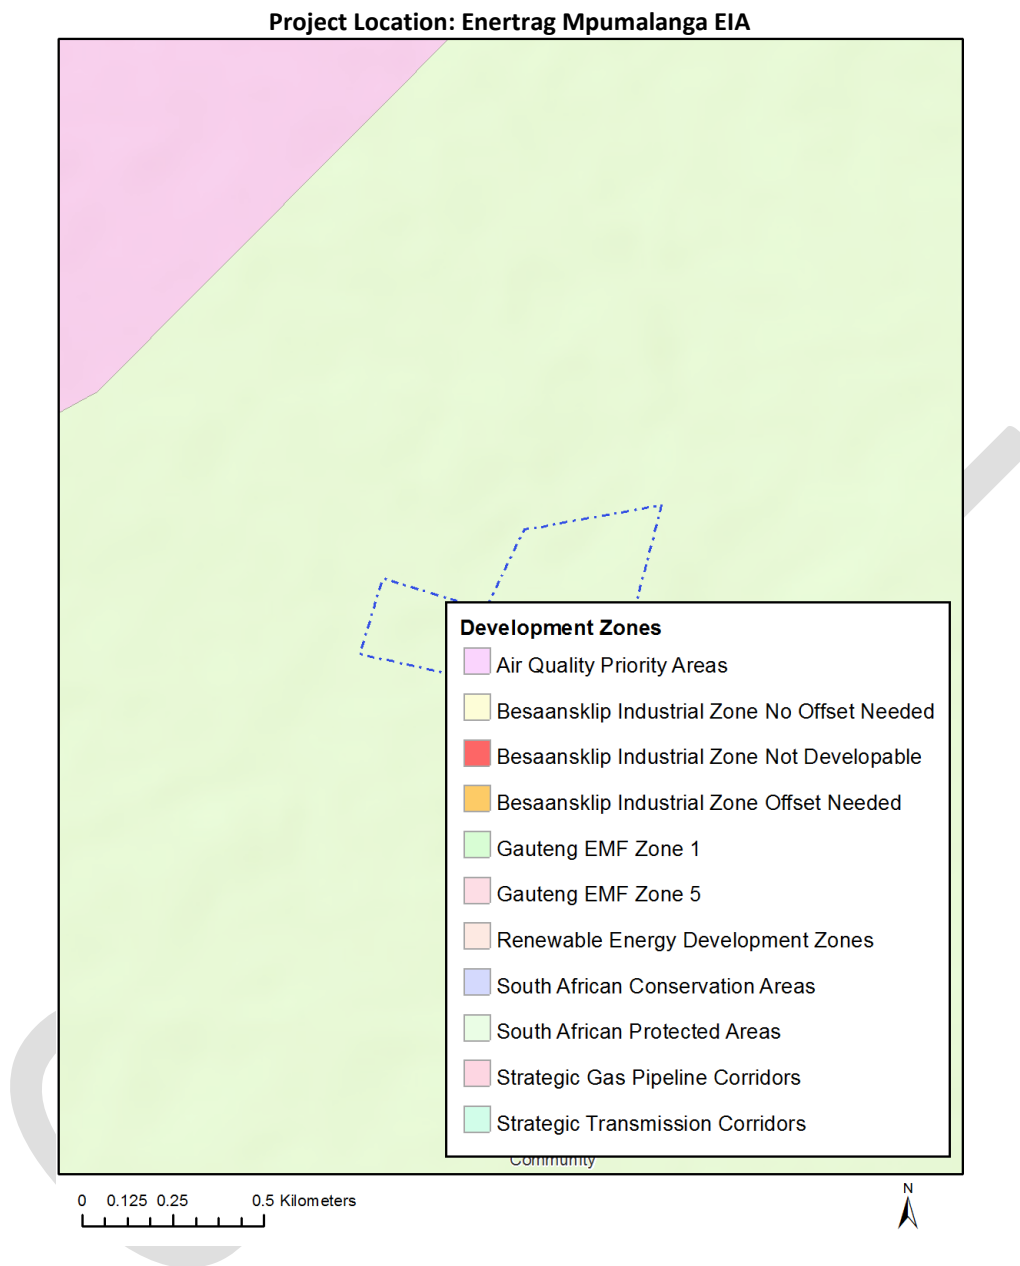 Project Location: Enertrag Mpumalanga EIA
Development Zones
Air Quality Priority Areas
Besaansklip Industrial Zone No Offset Needed
Besaansklip Industrial Zone Not Developable
Besaansklip Industrial Zone Offset Needed
Gauteng EMF Zone 1
Gauteng EMF Zone 5
Renewable Energy Development Zones
South African Conservation Areas
South African Protected Areas
Strategic Gas Pipeline Corridors
Strategic Transmission Corridors
Community
0 0.125 0.25 0.5 Kilometers
N